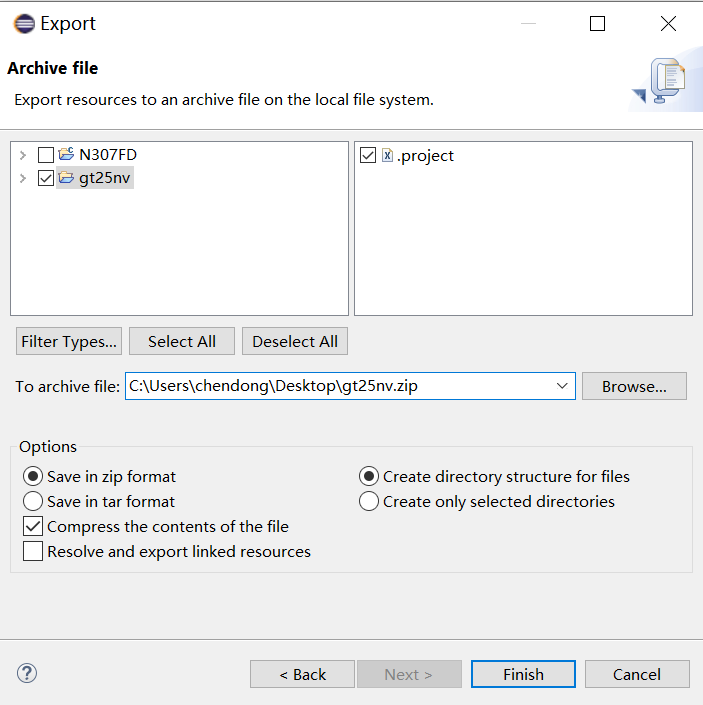 Export
Archive file
Export resources to an archive file on the local file system.
N307FD
gt25nv
.project
Filter Types...
Select All
Deselect All
To archive file:
C:\Users\chendong\Desktop\gt25nv.zip
Browse...
Options
Save in zip format
Save in tar format
Compress the contents of the file
Resolve and export linked resources
Create directory structure for files
Create only selected directories
?
< Back
Next >
Finish
Cancel